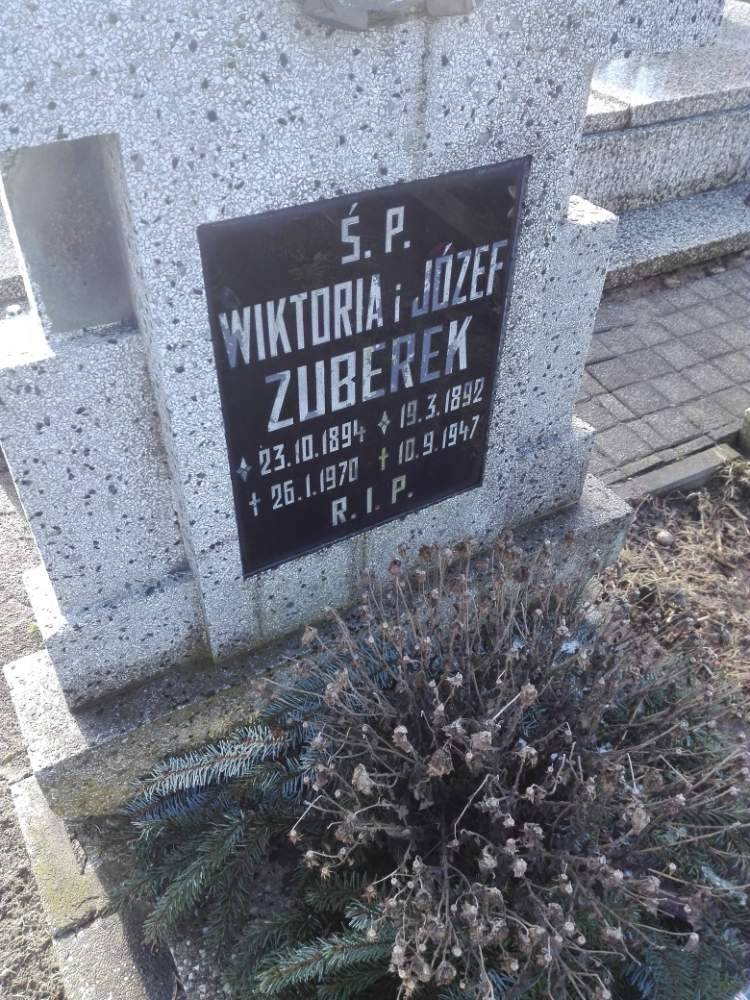 Ś. P.
WIKTORIA i JÓZEF
ZUBEREK
✧ 23.10.1894 ✧ 19.3.1892
† 26.1.1970 † 10.9.1947
R. I. P.